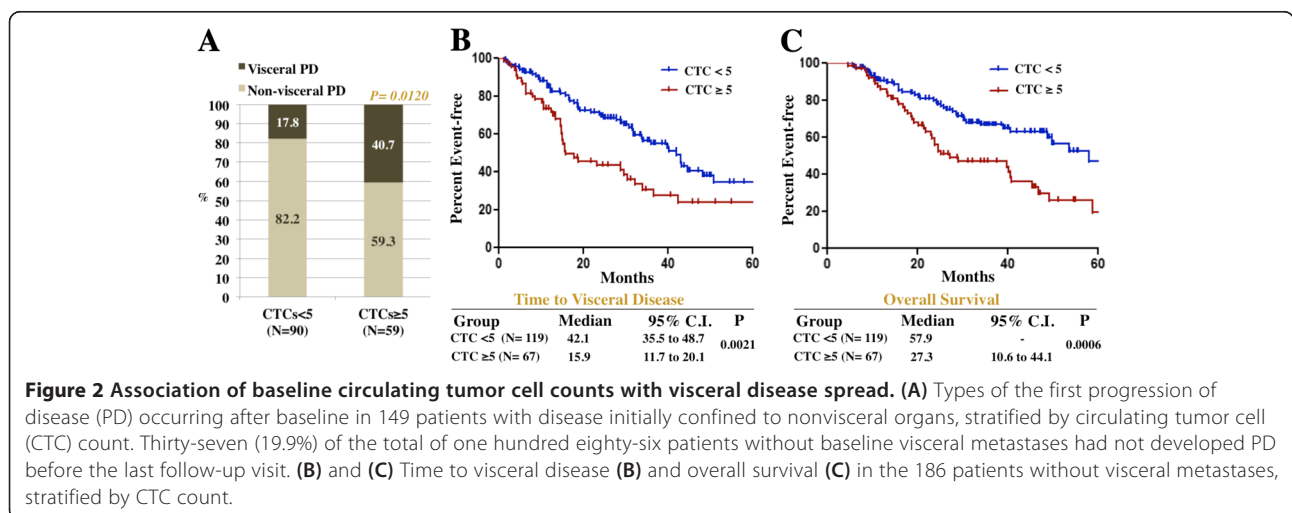 A
Visceral PD
Non-visceral PD
P= 0.0120
100
90
80
70
60
50
40
30
20
10
0
%
17.8
82.2
40.7
59.3
CTCs<5
(N=90)
CTCs≥5
(N=59)
B
Percent Event-free
100
80
60
40
20
0
CTC < 5
CTC ≥ 5
0 20 40 60
Months
Time to Visceral Disease
Group Median 95% C.I. P
CTC <5 (N= 119) 42.1 35.5 to 48.7
0.0021
CTC ≥5 (N= 67) 15.9 11.7 to 20.1
C
Percent Event-free
100
80
60
40
20
0
CTC < 5
CTC ≥ 5
0 20 40 60
Months
Overall Survival
Group Median 95% C.I. P
CTC <5 (N= 119) 57.9 -
0.0006
CTC ≥5 (N= 67) 27.3 10.6 to 44.1
Figure 2 Association of baseline circulating tumor cell counts with visceral disease spread. (A) Types of the first progression of
disease (PD) occurring after baseline in 149 patients with disease initially confined to nonvisceral organs, stratified by circulating tumor cell
(CTC) count. Thirty-seven (19.9%) of the total of one hundred eighty-six patients without baseline visceral metastases had not developed PD
before the last follow-up visit. (B) and (C) Time to visceral disease (B) and overall survival (C) in the 186 patients without visceral metastases,
stratified by CTC count.